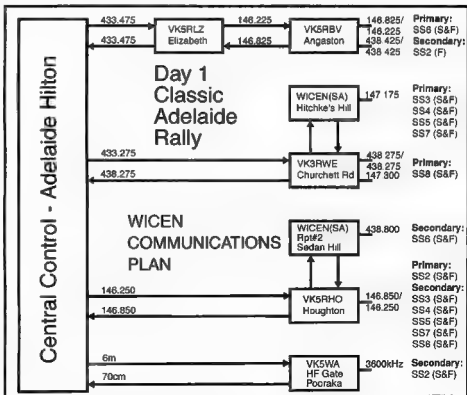 433.475
433.475
VK5RLZ
Elizabeth
146.225
146.825
VK5RBV
Angaston
146.825/
146.225
438 425/
438 425
Primary:
SS6 (S&F)
Secondary:
SS2 (F)
Day 1
Classic
Adelaide
Rally
WICEN(SA)
Hitchke's Hill
147 175
Primary:
SS3 (S&F)
SS4 (S&F)
SS5 (S&F)
SS7 (S&F)
Central Control - Adelaide Hilton
433.275
438.275
VK3RWE
Churchett Rd
438 275/
438.275
147 300
Primary:
SS8 (S&F)
WICEN
COMMUNICATIONS
PLAN
WICEN(SA)
Rpt#2
Sedan Hill
438.800
Secondary:
SS6 (S&F)
146.250
146.850
VK5RHO
Houghton
146.850/
146.250
Primary:
SS2 (S&F)
Secondary:
SS3 (S&F)
SS4 (S&F)
SS5 (S&F)
SS7 (S&F)
SS8 (S&F)
6m
70cm
VK5WA
HF Gate
Pooraka
3600kHz
Secondary:
SS2 (S&F)